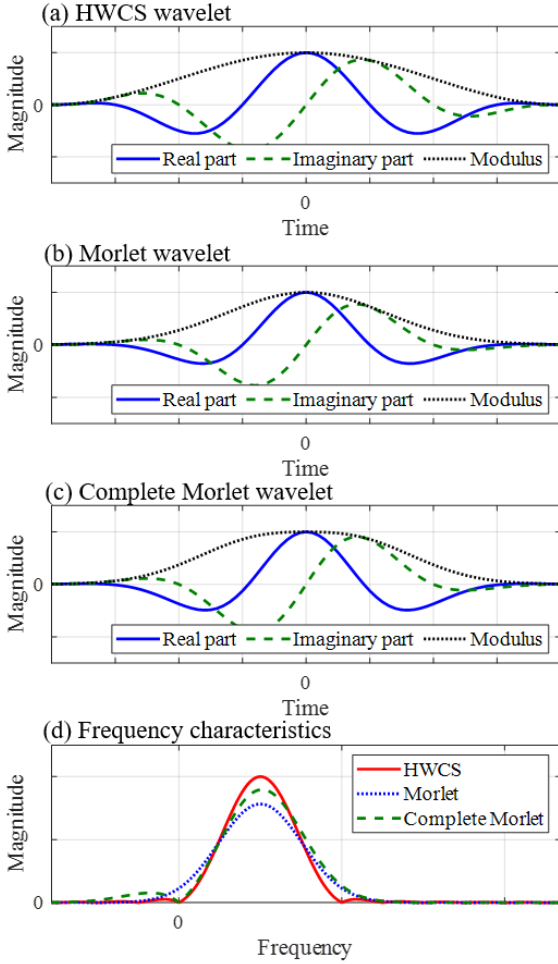 (a) HWCS wavelet
Magnitude
0
Real part Imaginary part Modulus
0
Time
(b) Morlet wavelet
Magnitude
0
Real part Imaginary part Modulus
0
Time
(c) Complete Morlet wavelet
Magnitude
0
Real part Imaginary part Modulus
0
Time
(d) Frequency characteristics
Magnitude
HWCS
Morlet
Complete Morlet
0
0
Frequency